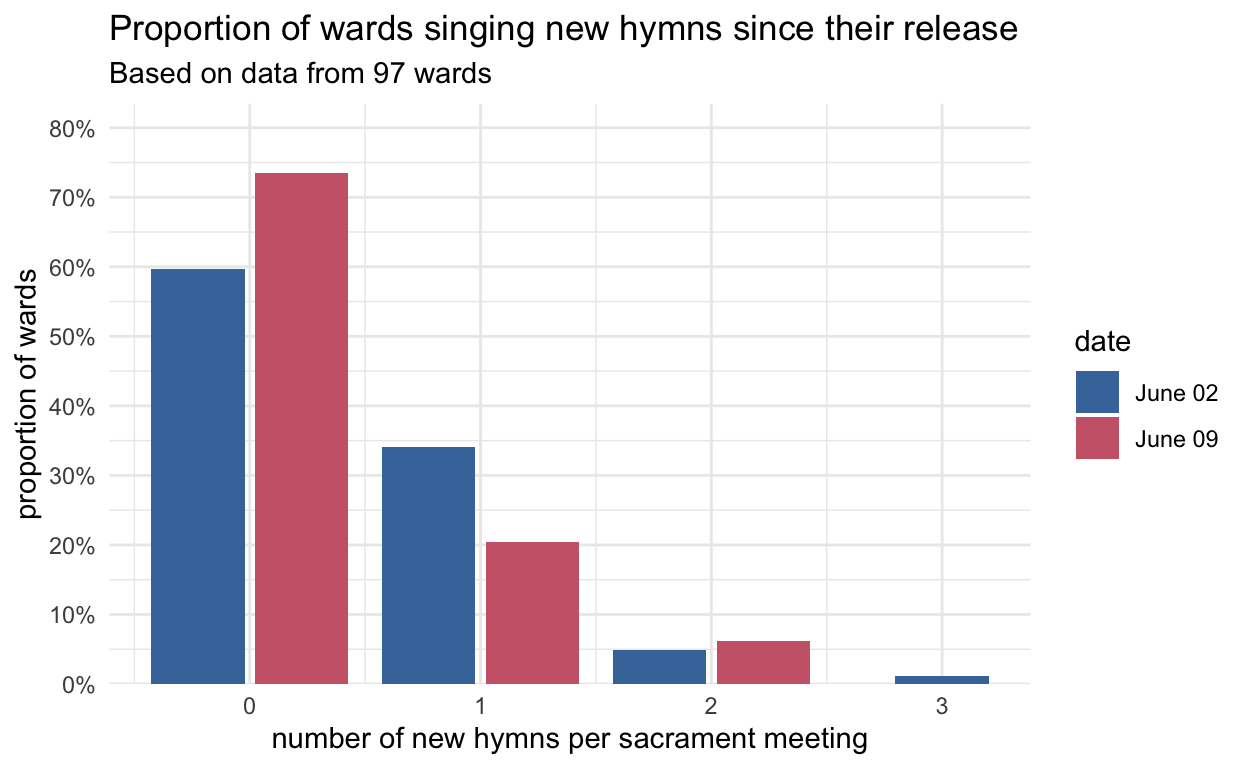 Proportion of wards singing new hymns since their release
Based on data from 97 wards
80%
70%
60%
50%
40%
30%
20%
10%
0%
proportion of wards
0 1 2 3
number of new hymns per sacrament meeting
date
June 02
June 09